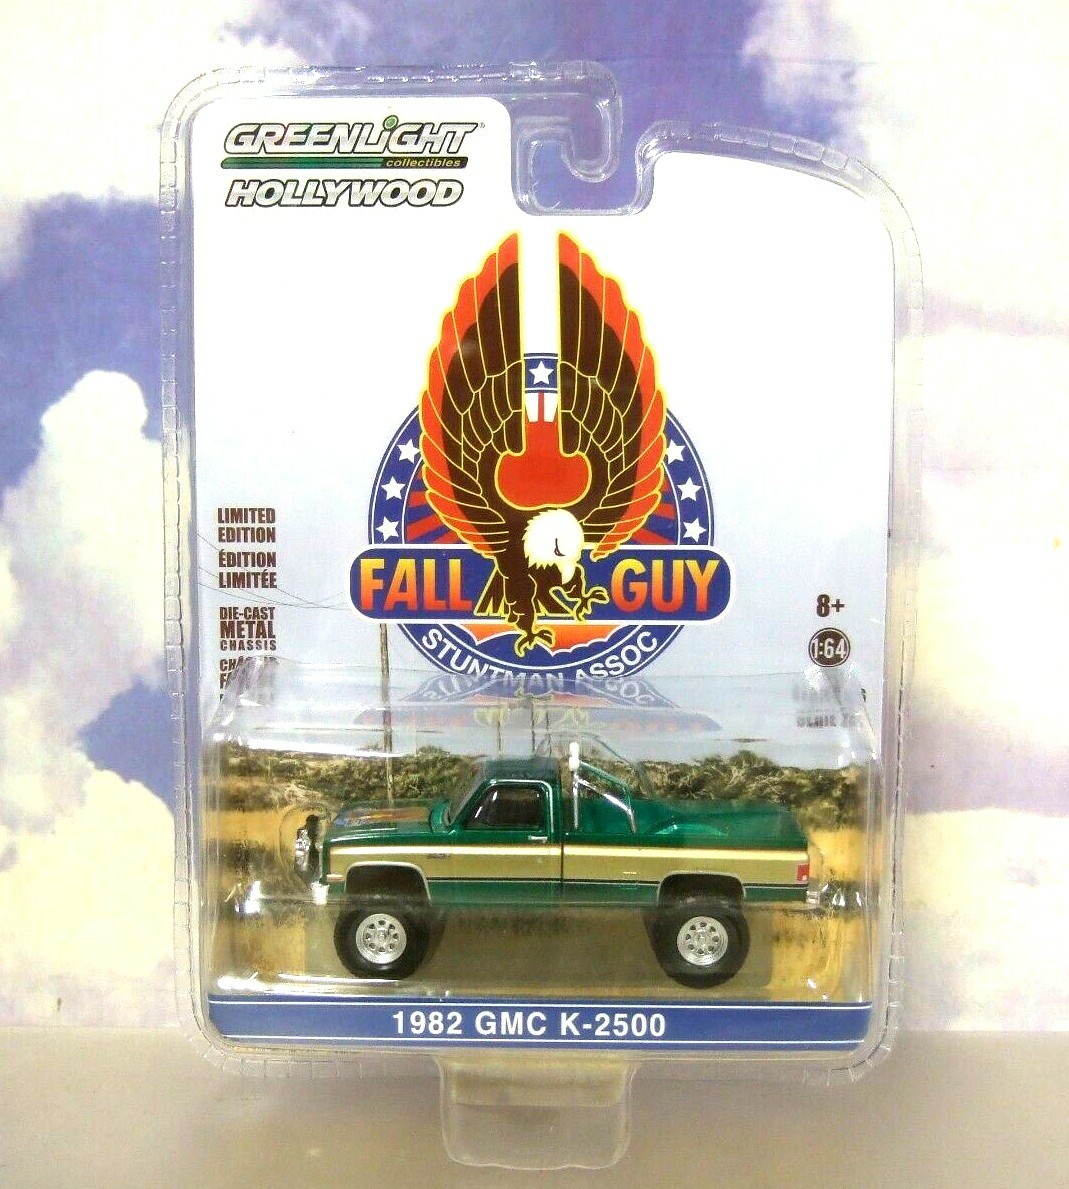 GREENLiGHT
collectibles
HOLLYWOOD
LIMITED
EDITION
ÉDITION
LIMITÉE
DIE-CAST
METAL
CHASSIS
FALL GUY
STUNTMAN ASSOC
8+
1:64
1982 GMC K-2500